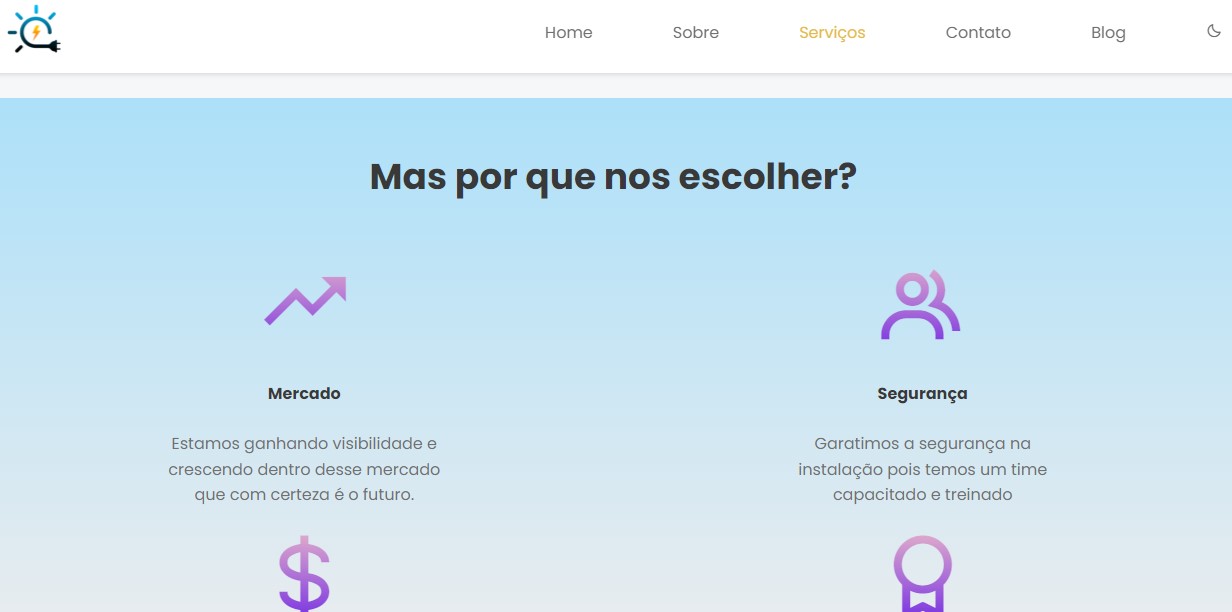 Home Sobre Serviços Contato Blog
Mas por que nos escolher?
Mercado
Estamos ganhando visibilidade e
crescendo dentro desse mercado
que com certeza é o futuro.
Segurança
Garatimos a segurança na
instalação pois temos um time
capacitado e treinado